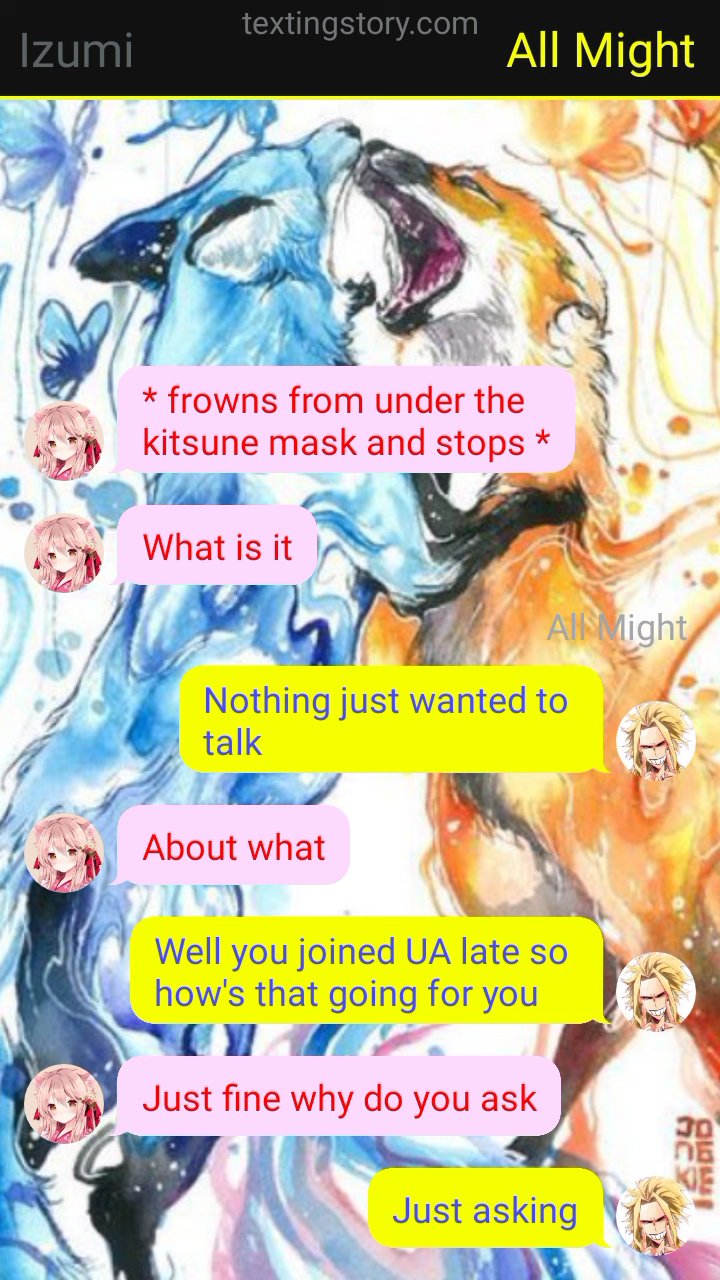 textingstory.com
Izumi
All Might
* frowns from under the
kitsune mask and stops *
What is it
All Might
Nothing just wanted to
talk
About what
Well you joined UA late so
how's that going for you
Just fine why do you ask
Just asking